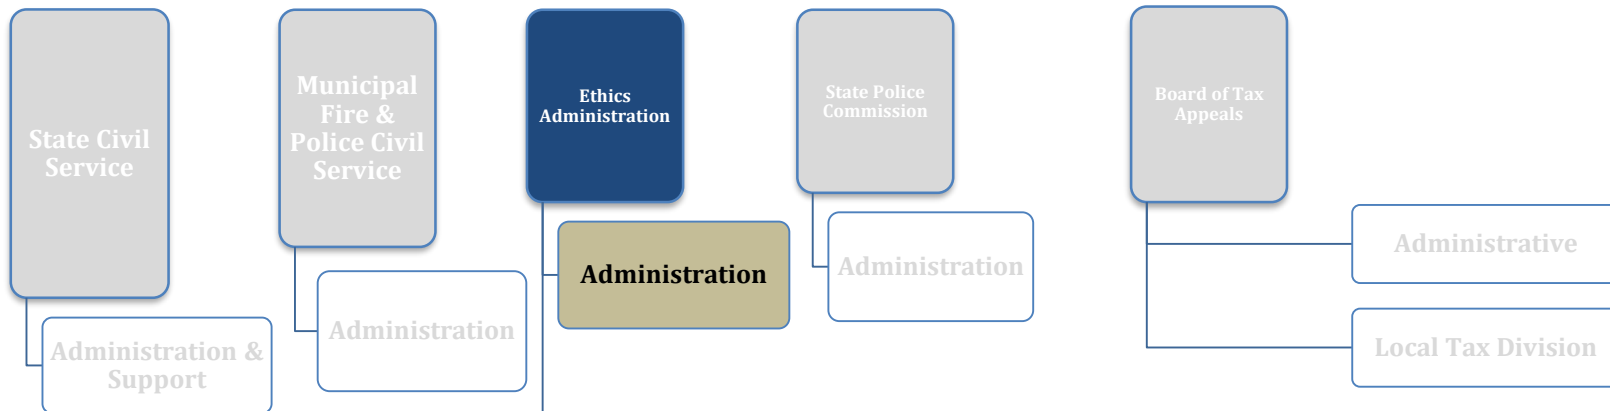 State Civil
Service
Administration &
Support
Municipal
Fire &
Police Civil
Service
Administration
Ethics
Administration
Administration
State Police
Commission
Administration
Board of Tax
Appeals
Administrative
Local Tax Division